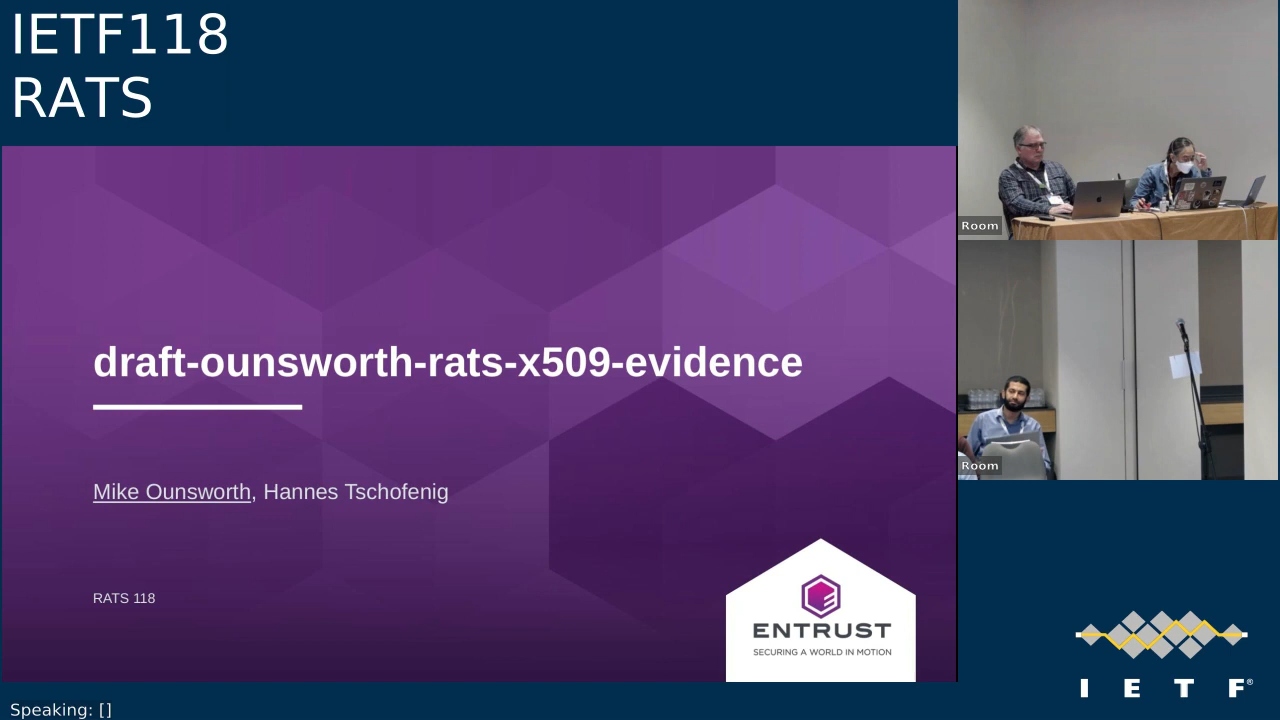 IETF118
RATS
draft-ounsworth-rats-x509-evidence
Mike Ounsworth, Hannes Tschofenig
RATS 118
ENTRUST
SECURING A WORLD IN MOTION
Room
Room
I E T F®
Speaking: []